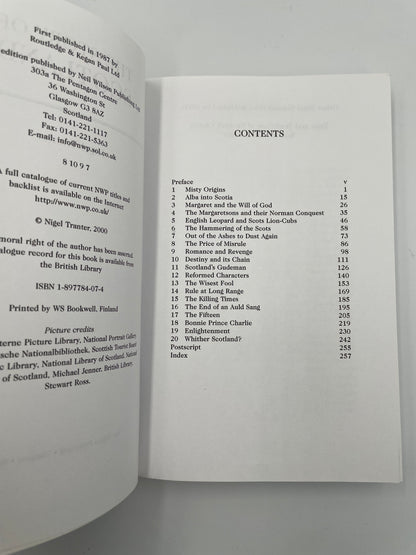 First published in 1987 by
Routledge & Kegan Paul Ltd
edition published by Neil Wilson Publishing
303a The Pentagon Centre
36 Washington St
Glasgow G3 8AZ
Scotland
Tel: 0141-221-1117
Fax: 0141-221-5363
E-mail: info@nwp.sol.co.uk
8 10 9 7
full catalogue of current NWP titles and
backlist is available on the Internet
http//www.nwp.co.uk/
© Nigel Tranter, 2000
moral right of the author has been asserted.
catalogue record for this book is available from
the British Library
ISBN 1-897784-07-4
Printed by WS Bookwell, Finland
Picture credits
Picture Library, National Portrait Gallery
Nationalbibliothek, Scottish Tourist Board
Library, National Library of Scotland, National
of Scotland, Michael Jenner, British Library,
Stewart Ross.
CONTENTS
Preface v
1 Misty Origins 1
2 Alba into Scotia 15
3 Margaret and the Will of God 26
4 The Margaretsons and their Norman Conquest 35
5 English Leopard and Scots Lion-Cubs 46
6 The Hammering of the Scots 58
7 Out of the Ashes to Dust Again 73
8 The Price of Misrule 86
9 Romance and Revenge 98
10 Destiny and its Chain 111
11 Scotland's Gudeman 126
12 Reformed Characters 140
13 The Wisest Fool 153
14 Rule at Long Range 169
15 The Killing Times 185
16 The End of an Auld Sang 195
17 The Fifteen 205
18 Bonnie Prince Charlie 219
19 Enlightenment 230
20 Whither Scotland? 242
Postscript 255
Index 257